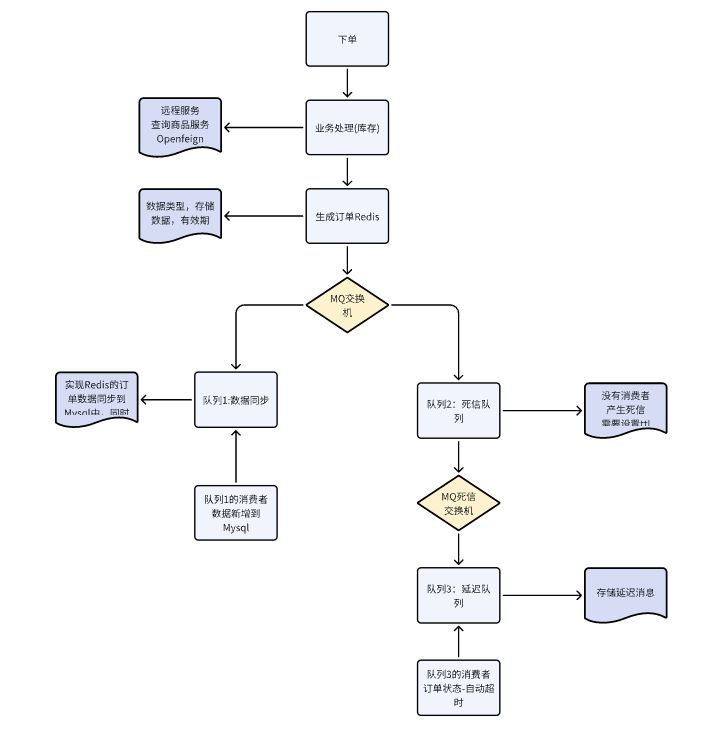 下单
远程服务
查询商品服务
Openfeign
业务处理(库存)
数据类型，存储
数据，有效期
生成订单Redis
MQ交换
机
实现Redis的订
单数据同步到
Mysql中，同时
队列1:数据同步
队列2：死信队
列
没有消费者
产生死信
需要设置ttl
队列1的消费者
数据新增到
Mysql
MQ死信
交换机
队列3：延迟队
列
存储延迟消息
队列3的消费者
订单状态-自动超
时